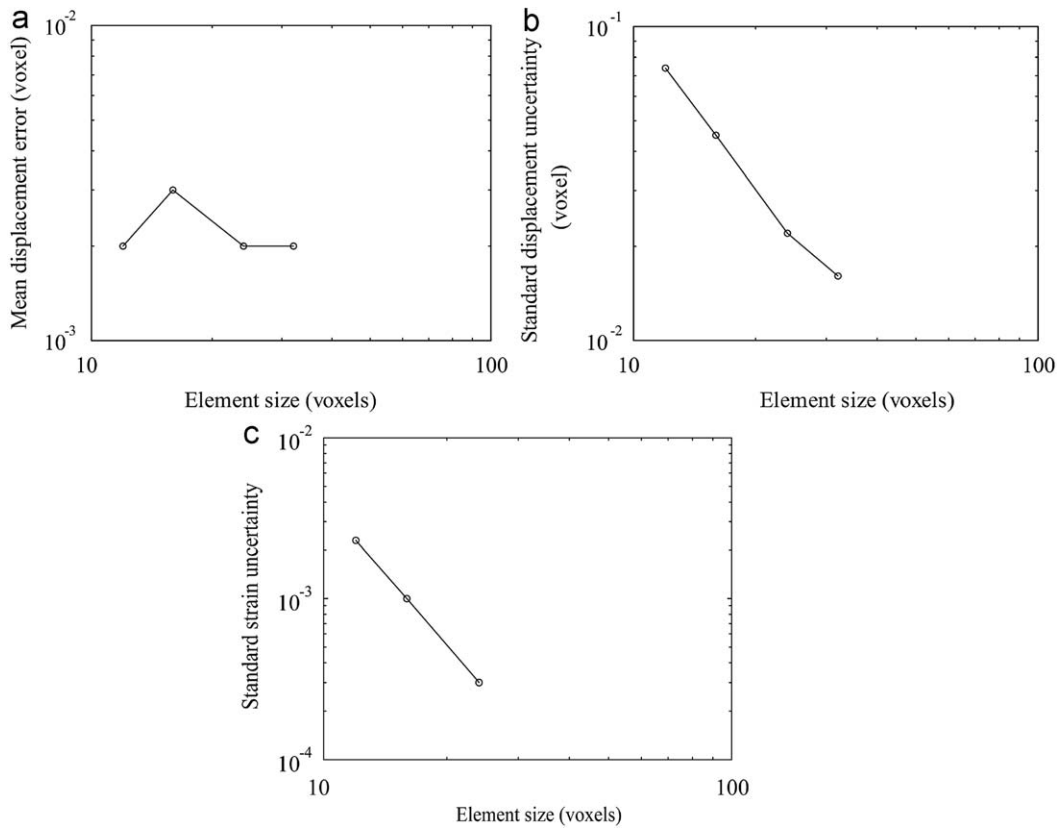 a
Mean displacement error (voxel)
10-2
10-3
10
100
Element size (voxels)
b
Standard displacement uncertainty
(voxel)
10-1
10-2
10
100
Element size (voxels)
c
Standard strain uncertainty
10-2
10-3
10-4
10
100
Element size (voxels)